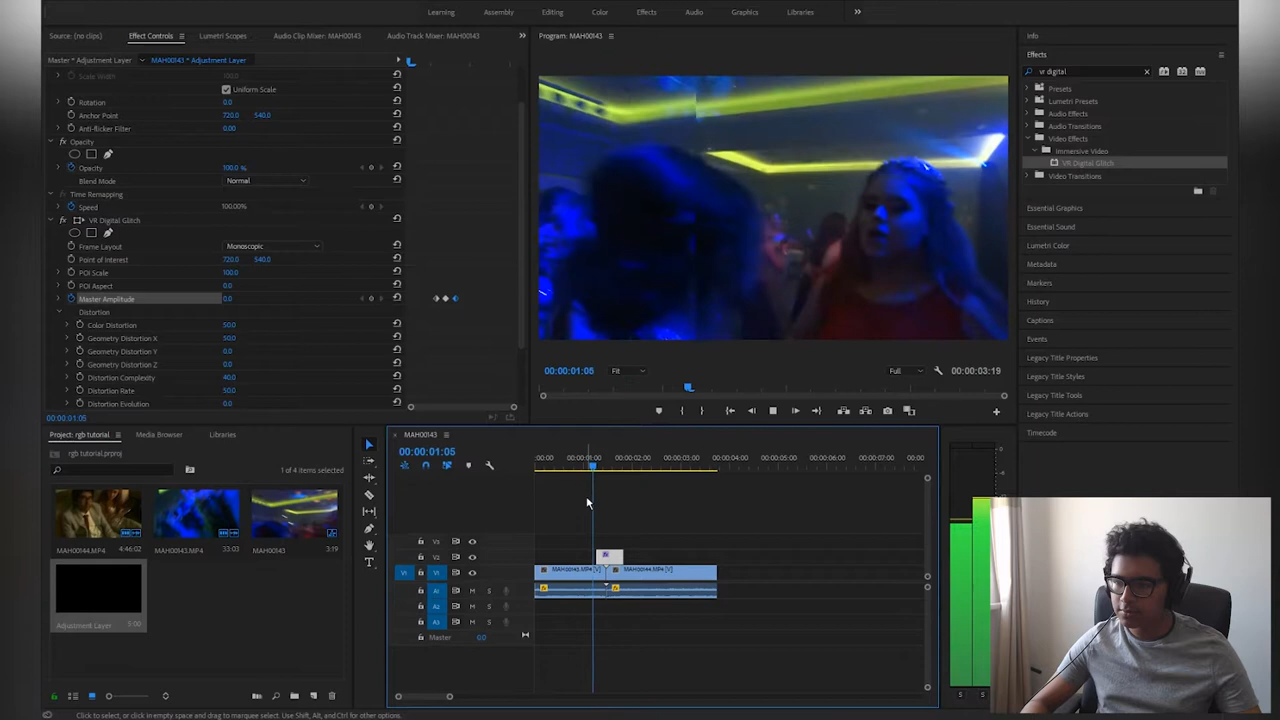 Learning Assembly Editing Color Effects Audio Graphics Libraries »
Source: (no clips) Effect Controls Lumetri Scopes Audio Clip Mixer: MAH00143 Audio Track Mixer: MAH00143 »
Program: MAH00143
Info
Effects
vr digital
Presets
Lumetri Presets
Audio Effects
Audio Transitions
Video Effects
Immersive Video
VR Digital Glitch
Video Transitions
Essential Graphics
Essential Sound
Lumetri Color
Metadata
Markers
History
Captions
Events
Legacy Title Properties
Legacy Title Styles
Legacy Title Tools
Legacy Title Actions
Timecode
Master * Adjustment Layer MAH00143 * Adjustment Layer
Scale Width 100.0
Uniform Scale
Rotation 0.0
Anchor Point 720.0 540.0
Anti-flicker Filter 0.00
fx Opacity
Opacity 100.0 %
Blend Mode Normal
Time Remapping
Speed 100.00%
fx VR Digital Glitch
Frame Layout Monoscopic
Point of Interest 720.0 540.0
POI Scale 100.0
POI Aspect 0.0
Master Amplitude 0.0
Distortion
Color Distortion 50.0
Geometry Distortion X 50.0
Geometry Distortion Y 0.0
Geometry Distortion Z 0.0
Distortion Complexity 40.0
Distortion Rate 50.0
Distortion Evolution 0.0
00:00:01:05
00:00:01:05 Fit Full 00:00:03:19
Project: rgb tutorial Media Browser Libraries
rgb tutorial.prproj
1 of 4 items selected
MAH00144.MP4 4:46:02
MAH00143.MP4 33:03
MAH00143 3:19
Adjustment Layer 5:00
MAH00143
00:00:01:05
:00:00 00:00:01:00 00:00:02:00 00:00:03:00 00:00:04:00 00:00:05:00 00:00:06:00 00:00:07:00 00:00
V3
V2 fx
V1 V1 MAH00143.MP4 [V] MAH00144.MP4 [V]
A1 M S
A2 M S
A3 M S
Master 0.0
S S
Click to select, or click in empty space and drag to marquee select. Use Shift, Alt, and Ctrl for other options.